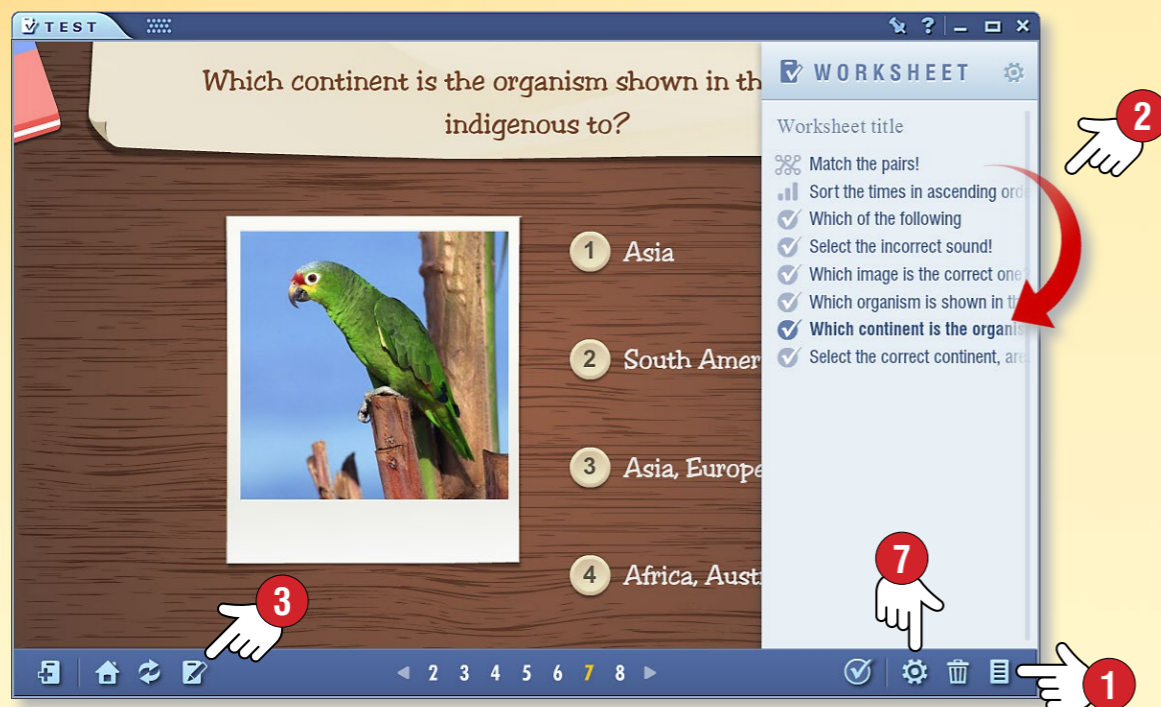 TEST
?
Which continent is the organism shown in th
indigenous to?
1 Asia
2 South Amer
3 Asia, Europe
4 Africa, Aust
WORKSHEET
Worksheet title
Match the pairs!
Sort the times in ascending orde
Which of the following
Select the incorrect sound!
Which image is the correct one?
Which organism is shown in th
Which continent is the organis
Select the correct continent, are
2
3
7
1
2 3 4 5 6 7 8